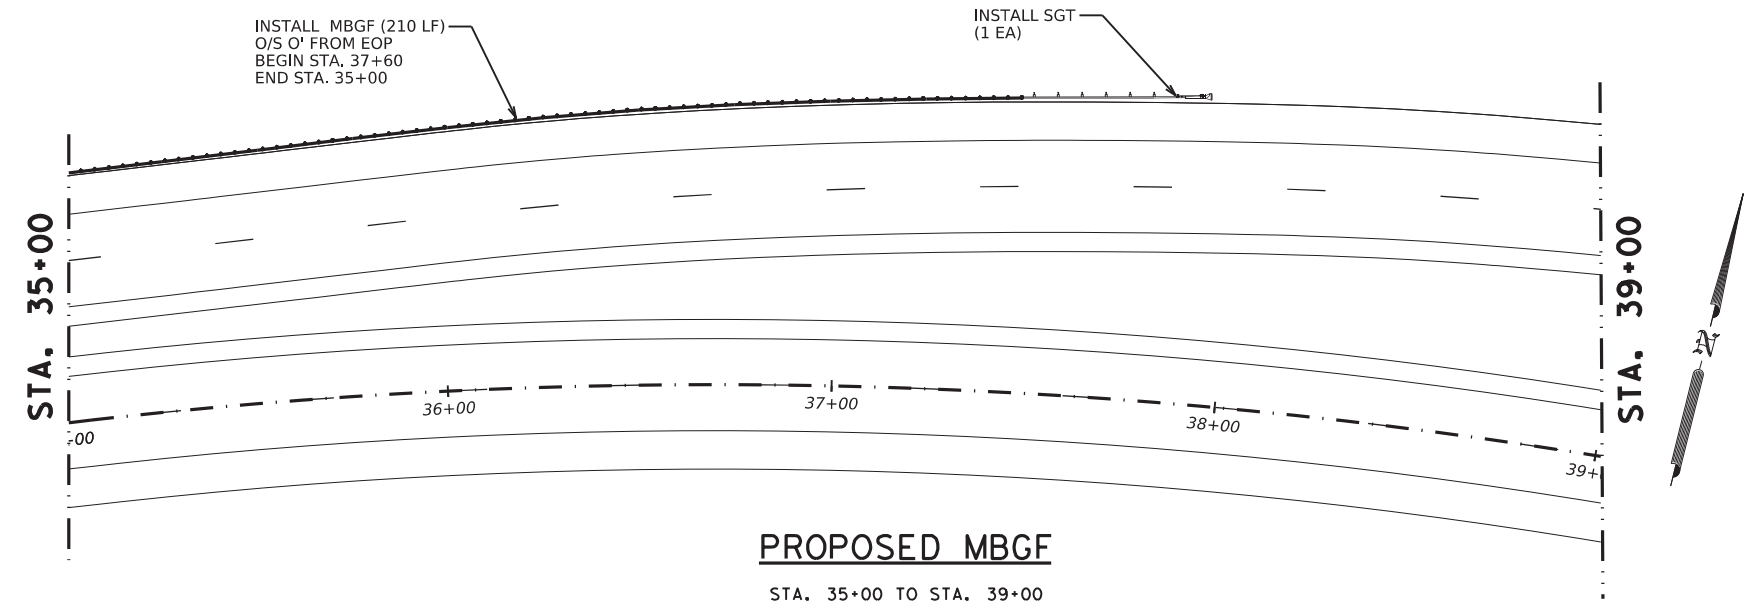 INSTALL MBGF (210 LF)
O/S O' FROM EOP
BEGIN STA. 37+60
END STA. 35+00
INSTALL SGT
(1 EA)
STA. 35+00
STA. 39+00
N
-00
36+00
37+00
38+00
39+
PROPOSED MBGF
STA. 35+00 TO STA. 39+00